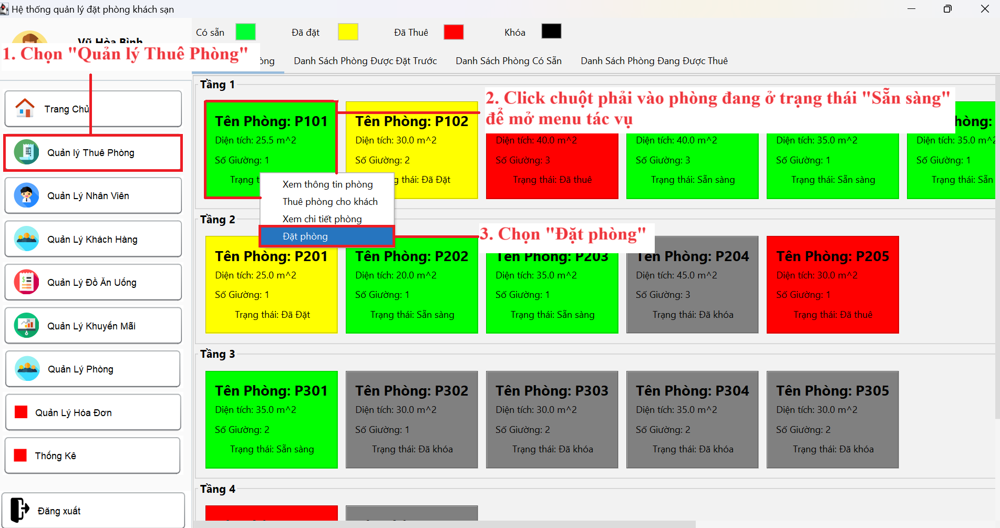 Hệ thống quản lý đặt phòng khách sạn
Vũ Hòa Bình
1. Chọn "Quản lý Thuê Phòng"
Trang Chủ
Quản lý Thuê Phòng
Quản Lý Nhân Viên
Quản Lý Khách Hàng
Quản Lý Đồ Ăn Uống
Quản Lý Khuyến Mãi
Quản Lý Phòng
Quản Lý Hóa Đơn
Thống Kê
Đăng xuất
Có sẵn
Đã đặt
Đã Thuê
Khóa
Danh Sách Phòng Được Đặt Trước
Danh Sách Phòng Có Sẵn
Danh Sách Phòng Đang Được Thuê
Tầng 1
2. Click chuột phải vào phòng đang ở trạng thái "Sẵn sàng"
để mở menu tác vụ
Tên Phòng: P101
Diện tích: 25.5 m^2
Số Giường: 1
Trạng
Tên Phòng: P102
Diện tích: 30.0 m^2
Số Giường: 2
thái: Đã Đặt
Diện tích: 40.0 m^2
Số Giường: 3
Trạng thái: Đã thuê
Diện tích: 40.0 m^2
Số Giường: 3
Trạng thái: Sẵn sàng
Diện tích: 35.0 m^2
Số Giường: 1
Trạng thái: Sẵn sàng
hòng:
Diện tích: 35.0 m^2
Số Giường: 1
Trạng thái: Sẵn
Xem thông tin phòng
Thuê phòng cho khách
Xem chi tiết phòng
Đặt phòng
3. Chọn "Đặt phòng"
Tầng 2
Tên Phòng: P201
Diện tích: 25.0 m^2
Số Giường: 1
Trạng thái: Đã Đặt
Tên Phòng: P202
Diện tích: 20.0 m^2
Số Giường: 1
Trạng thái: Sẵn sàng
Tên Phòng: P203
Diện tích: 35.0 m^2
Số Giường: 1
Trạng thái: Sẵn sàng
Tên Phòng: P204
Diện tích: 45.0 m^2
Số Giường: 3
Trạng thái: Đã khóa
Tên Phòng: P205
Diện tích: 30.0 m^2
Số Giường: 1
Trạng thái: Đã thuê
Tầng 3
Tên Phòng: P301
Diện tích: 35.0 m^2
Số Giường: 2
Trạng thái: Sẵn sàng
Tên Phòng: P302
Diện tích: 30.0 m^2
Số Giường: 1
Trạng thái: Đã khóa
Tên Phòng: P303
Diện tích: 30.0 m^2
Số Giường: 2
Trạng thái: Đã khóa
Tên Phòng: P304
Diện tích: 35.0 m^2
Số Giường: 2
Trạng thái: Đã khóa
Tên Phòng: P305
Diện tích: 30.0 m^2
Số Giường: 2
Trạng thái: Đã khóa
Tầng 4